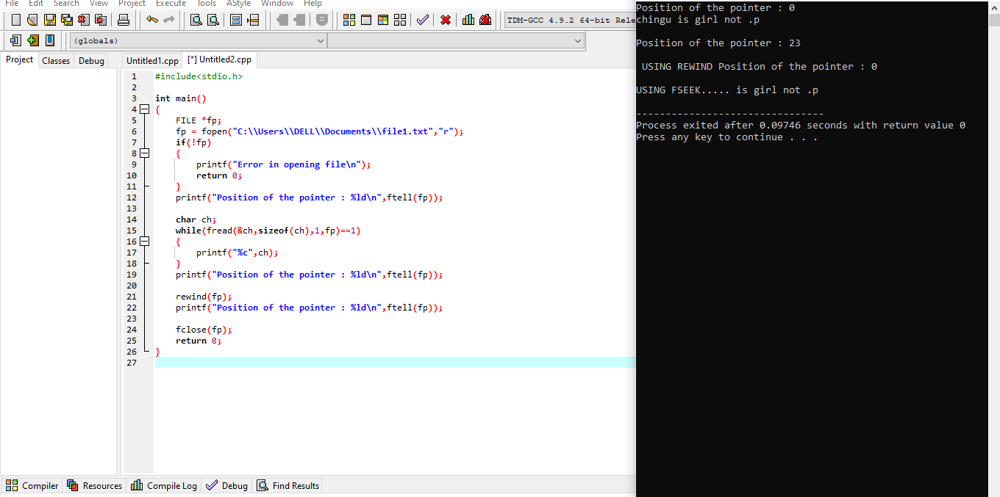 File Edit Search View Project Execute Tools AStyle Window Help
TDM-GCC 4.9.2 64-bit Rele
(globals)
Project Classes Debug
Untitled1.cpp [*] Untitled2.cpp
1 #include<stdio.h>
2
3 int main()
4 {
5 FILE *fp;
6 fp = fopen("C:\\Users\\DELL\\Documents\\file1.txt","r");
7 if(!fp)
8 {
9 printf("Error in opening file\n");
10 return 0;
11 }
12 printf("Position of the pointer : %ld\n",ftell(fp));
13
14 char ch;
15 while(fread(&ch,sizeof(ch),1,fp)==1)
16 {
17 printf("%c",ch);
18 }
19 printf("Position of the pointer : %ld\n",ftell(fp));
20
21 rewind(fp);
22 printf("Position of the pointer : %ld\n",ftell(fp));
23
24 fclose(fp);
25 return 0;
26 }
27
Compiler Resources Compile Log Debug Find Results
Position of the pointer : 0
chingu is girl not .p
Position of the pointer : 23
USING REWIND Position of the pointer : 0
USING FSEEK..... is girl not .p
--------------------------------
Process exited after 0.09746 seconds with return value 0
Press any key to continue . . .